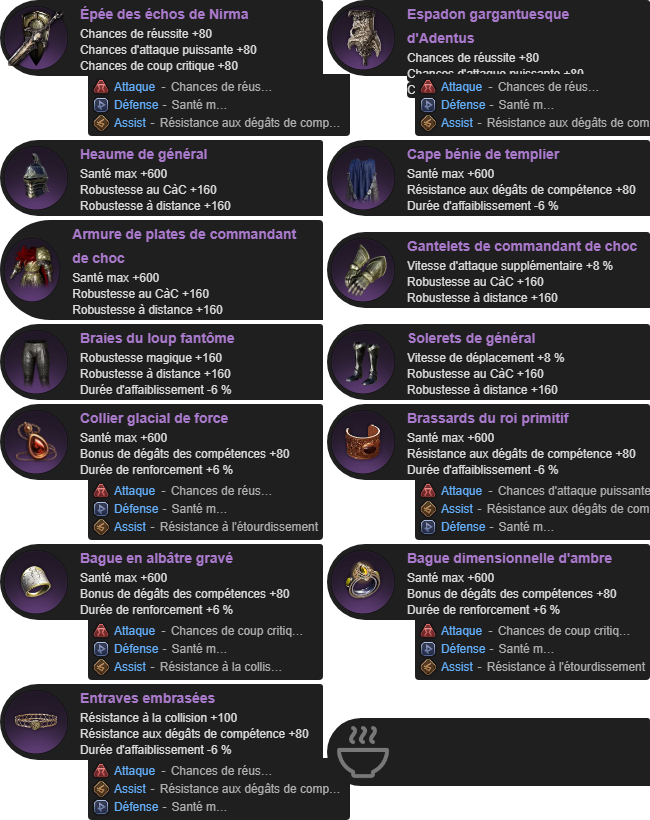 Épée des échos de Nirma
Chances de réussite +80
Chances d'attaque puissante +80
Chances de coup critique +80
Attaque - Chances de réus…
Défense - Santé m…
Assist - Résistance aux dégâts de comp…
Espadon gargantuesque
d'Adentus
Chances de réussite +80
Chances d'attaque puissante +80
C
Attaque - Chances de réus…
Défense - Santé m…
Assist - Résistance aux dégâts de com
Heaume de général
Santé max +600
Robustesse au CàC +160
Robustesse à distance +160
Cape bénie de templier
Santé max +600
Résistance aux dégâts de compétence +80
Durée d'affaiblissement -6 %
Armure de plates de commandant
de choc
Santé max +600
Robustesse au CàC +160
Robustesse à distance +160
Gantelets de commandant de choc
Vitesse d'attaque supplémentaire +8 %
Robustesse au CàC +160
Robustesse à distance +160
Braies du loup fantôme
Robustesse magique +160
Robustesse à distance +160
Durée d'affaiblissement -6 %
Solerets de général
Vitesse de déplacement +8 %
Robustesse au CàC +160
Robustesse à distance +160
Collier glacial de force
Santé max +600
Bonus de dégâts des compétences +80
Durée de renforcement +6 %
Attaque - Chances de réus…
Défense - Santé m…
Assist - Résistance à l'étourdissement
Brassards du roi primitif
Santé max +600
Résistance aux dégâts de compétence +80
Durée d'affaiblissement -6 %
Attaque - Chances d'attaque puissante
Assist - Résistance aux dégâts de com
Défense - Santé m…
Bague en albâtre gravé
Santé max +600
Bonus de dégâts des compétences +80
Durée de renforcement +6 %
Attaque - Chances de coup critiq…
Défense - Santé m…
Assist - Résistance à la collis…
Bague dimensionnelle d'ambre
Santé max +600
Bonus de dégâts des compétences +80
Durée de renforcement +6 %
Attaque - Chances de coup critiq…
Défense - Santé m…
Assist - Résistance à l'étourdissement
Entraves embrasées
Résistance à la collision +100
Résistance aux dégâts de compétence +80
Durée d'affaiblissement -6 %
Attaque - Chances de réus…
Assist - Résistance aux dégâts de comp…
Défense - Santé m…